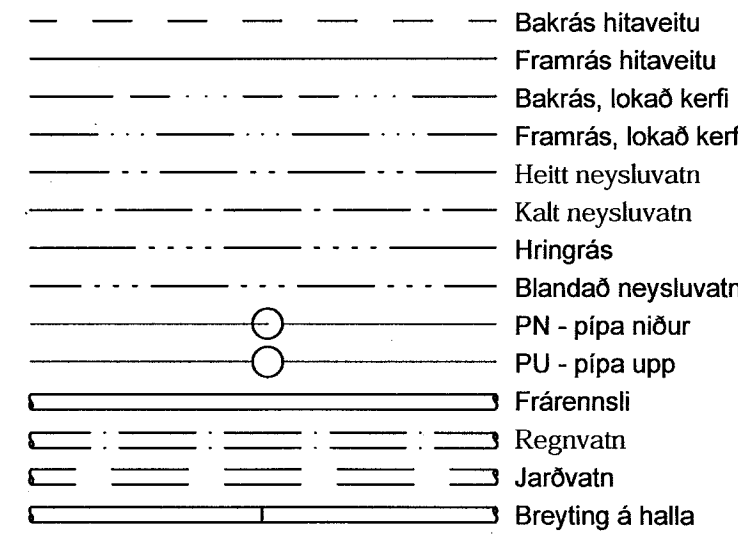 Bakrás hitaveitu
Framrás hitaveitu
Bakrás, lokað kerfi
Framrás, lokað kerf
Heitt neysluvatn
Kalt neysluvatn
Hringrás
Blandað neysluvatn
PN - pípa niður
PU - pípa upp
Frárennsli
Regnvatn
Jarðvatn
Breyting á halla